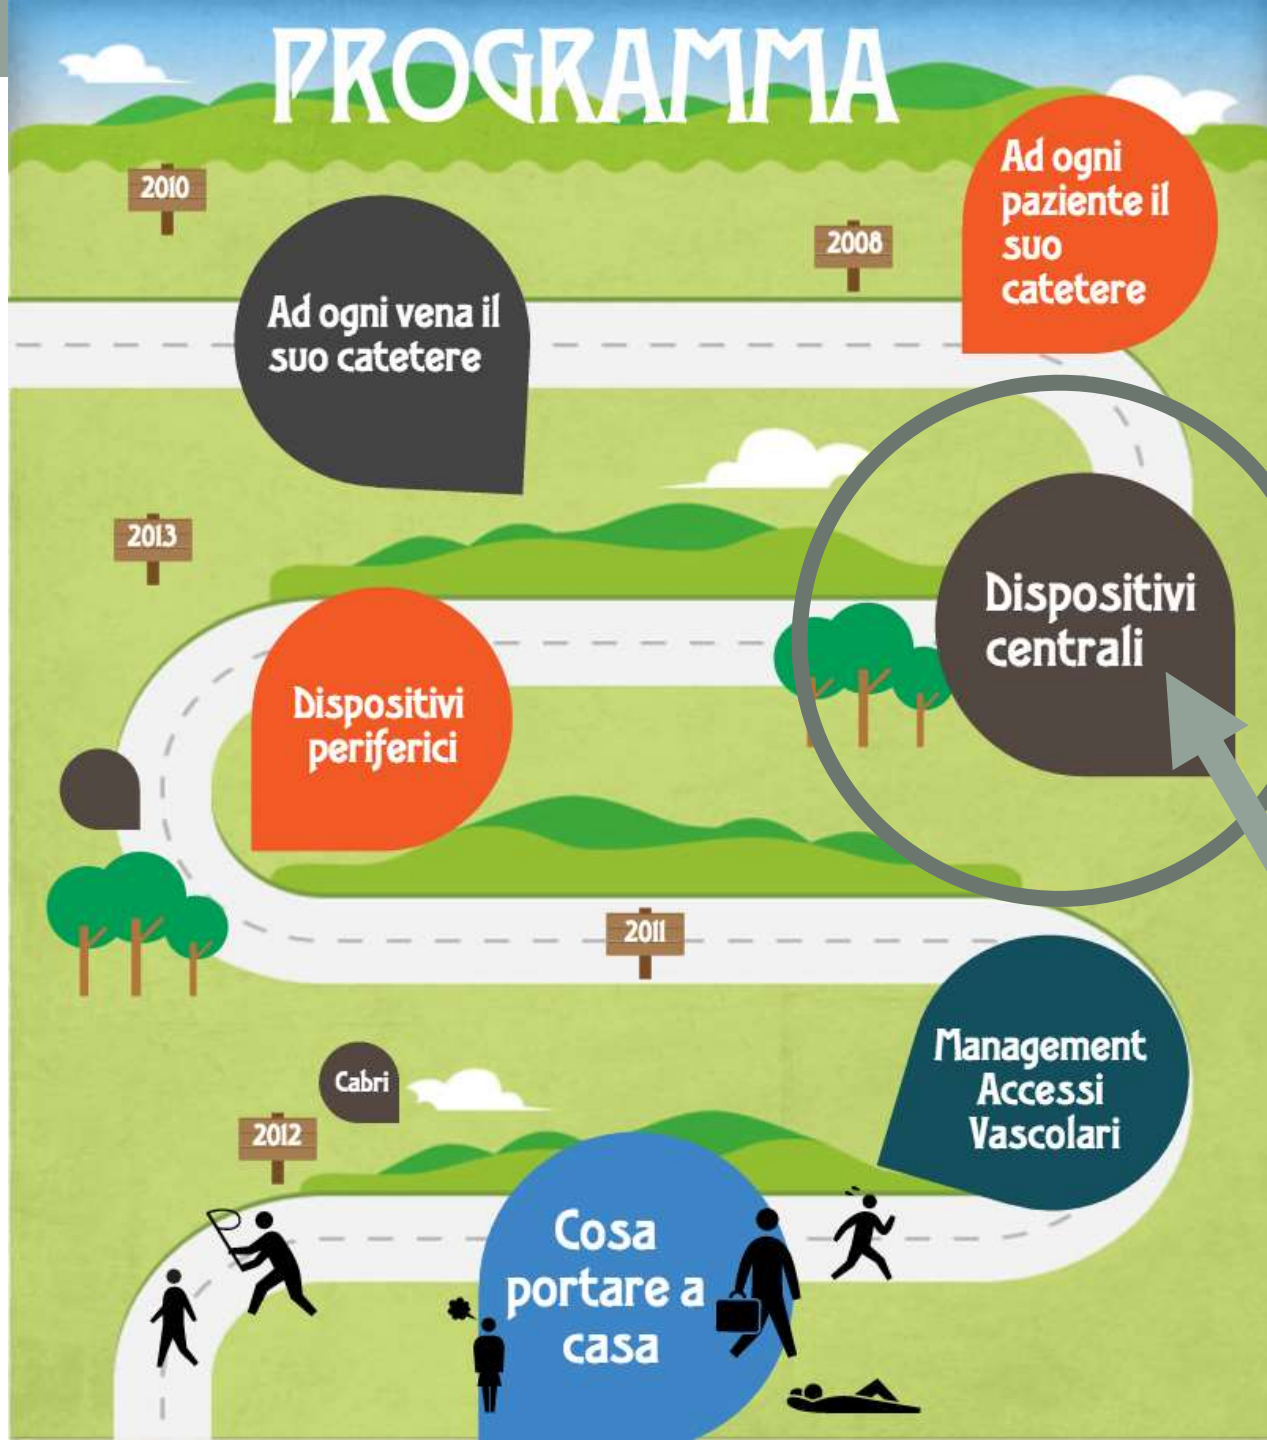 PROGRAMMA
2010
2008
Ad ogni
paziente il
suo
catetere
Ad ogni vena il
suo catetere
2013
Dispositivi
centrali
Dispositivi
periferici
2011
Management
Accessi
Vascolari
Cabri
2012
Cosa
portare a
casa